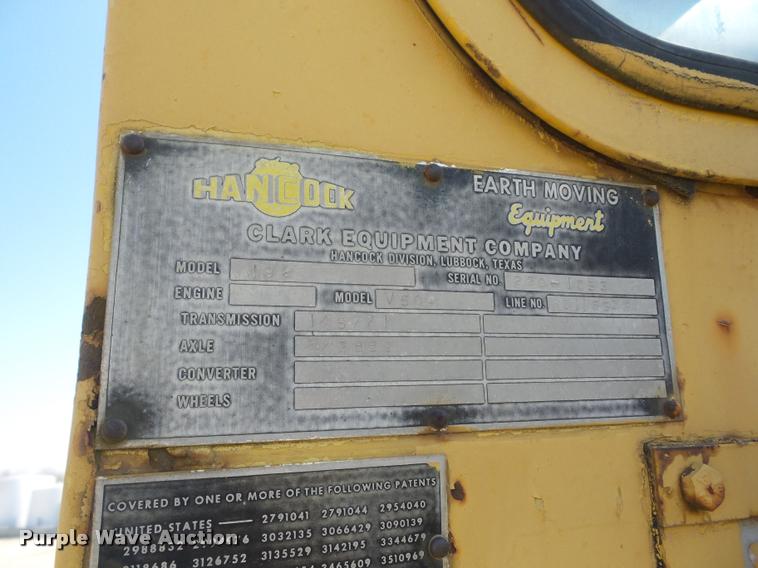 HANCOCK
EARTH MOVING
Equipment
CLARK EQUIPMENT COMPANY
HANCOCK DIVISION, LUBBOCK, TEXAS
MODEL SERIAL NO.
ENGINE MODEL LINE NO.
TRANSMISSION
AXLE
CONVERTER
WHEELS
COVERED BY ONE OR MORE OF THE FOLLOWING PATENTS
UNITED STATES — 2791041 2791044 2954040
2988832 3032135 3066429 3090139
3126752 3135529 3142195 3344679
3465609 3510969
Purple Wave Auction